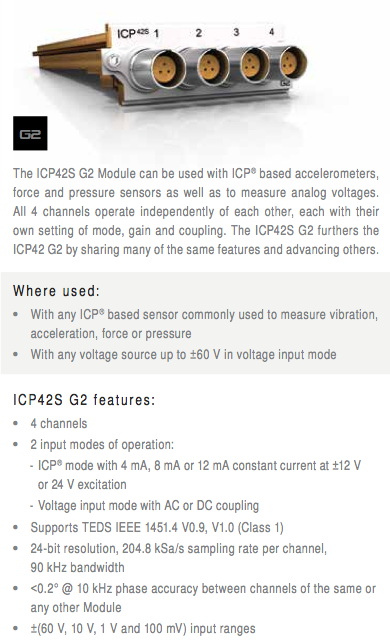 ICP42S 1 2 3 4
G2
G2
The ICP42S G2 Module can be used with ICP® based accelerometers,
force and pressure sensors as well as to measure analog voltages.
All 4 channels operate independently of each other, each with their
own setting of mode, gain and coupling. The ICP42S G2 furthers the
ICP42 G2 by sharing many of the same features and advancing others.
Where used:
• With any ICP® based sensor commonly used to measure vibration,
acceleration, force or pressure
• With any voltage source up to ±60 V in voltage input mode
ICP42S G2 features:
• 4 channels
• 2 input modes of operation:
- ICP® mode with 4 mA, 8 mA or 12 mA constant current at ±12 V
or 24 V excitation
- Voltage input mode with AC or DC coupling
• Supports TEDS IEEE 1451.4 V0.9, V1.0 (Class 1)
• 24-bit resolution, 204.8 kSa/s sampling rate per channel,
90 kHz bandwidth
• <0.2° @ 10 kHz phase accuracy between channels of the same or
any other Module
• ±(60 V, 10 V, 1 V and 100 mV) input ranges